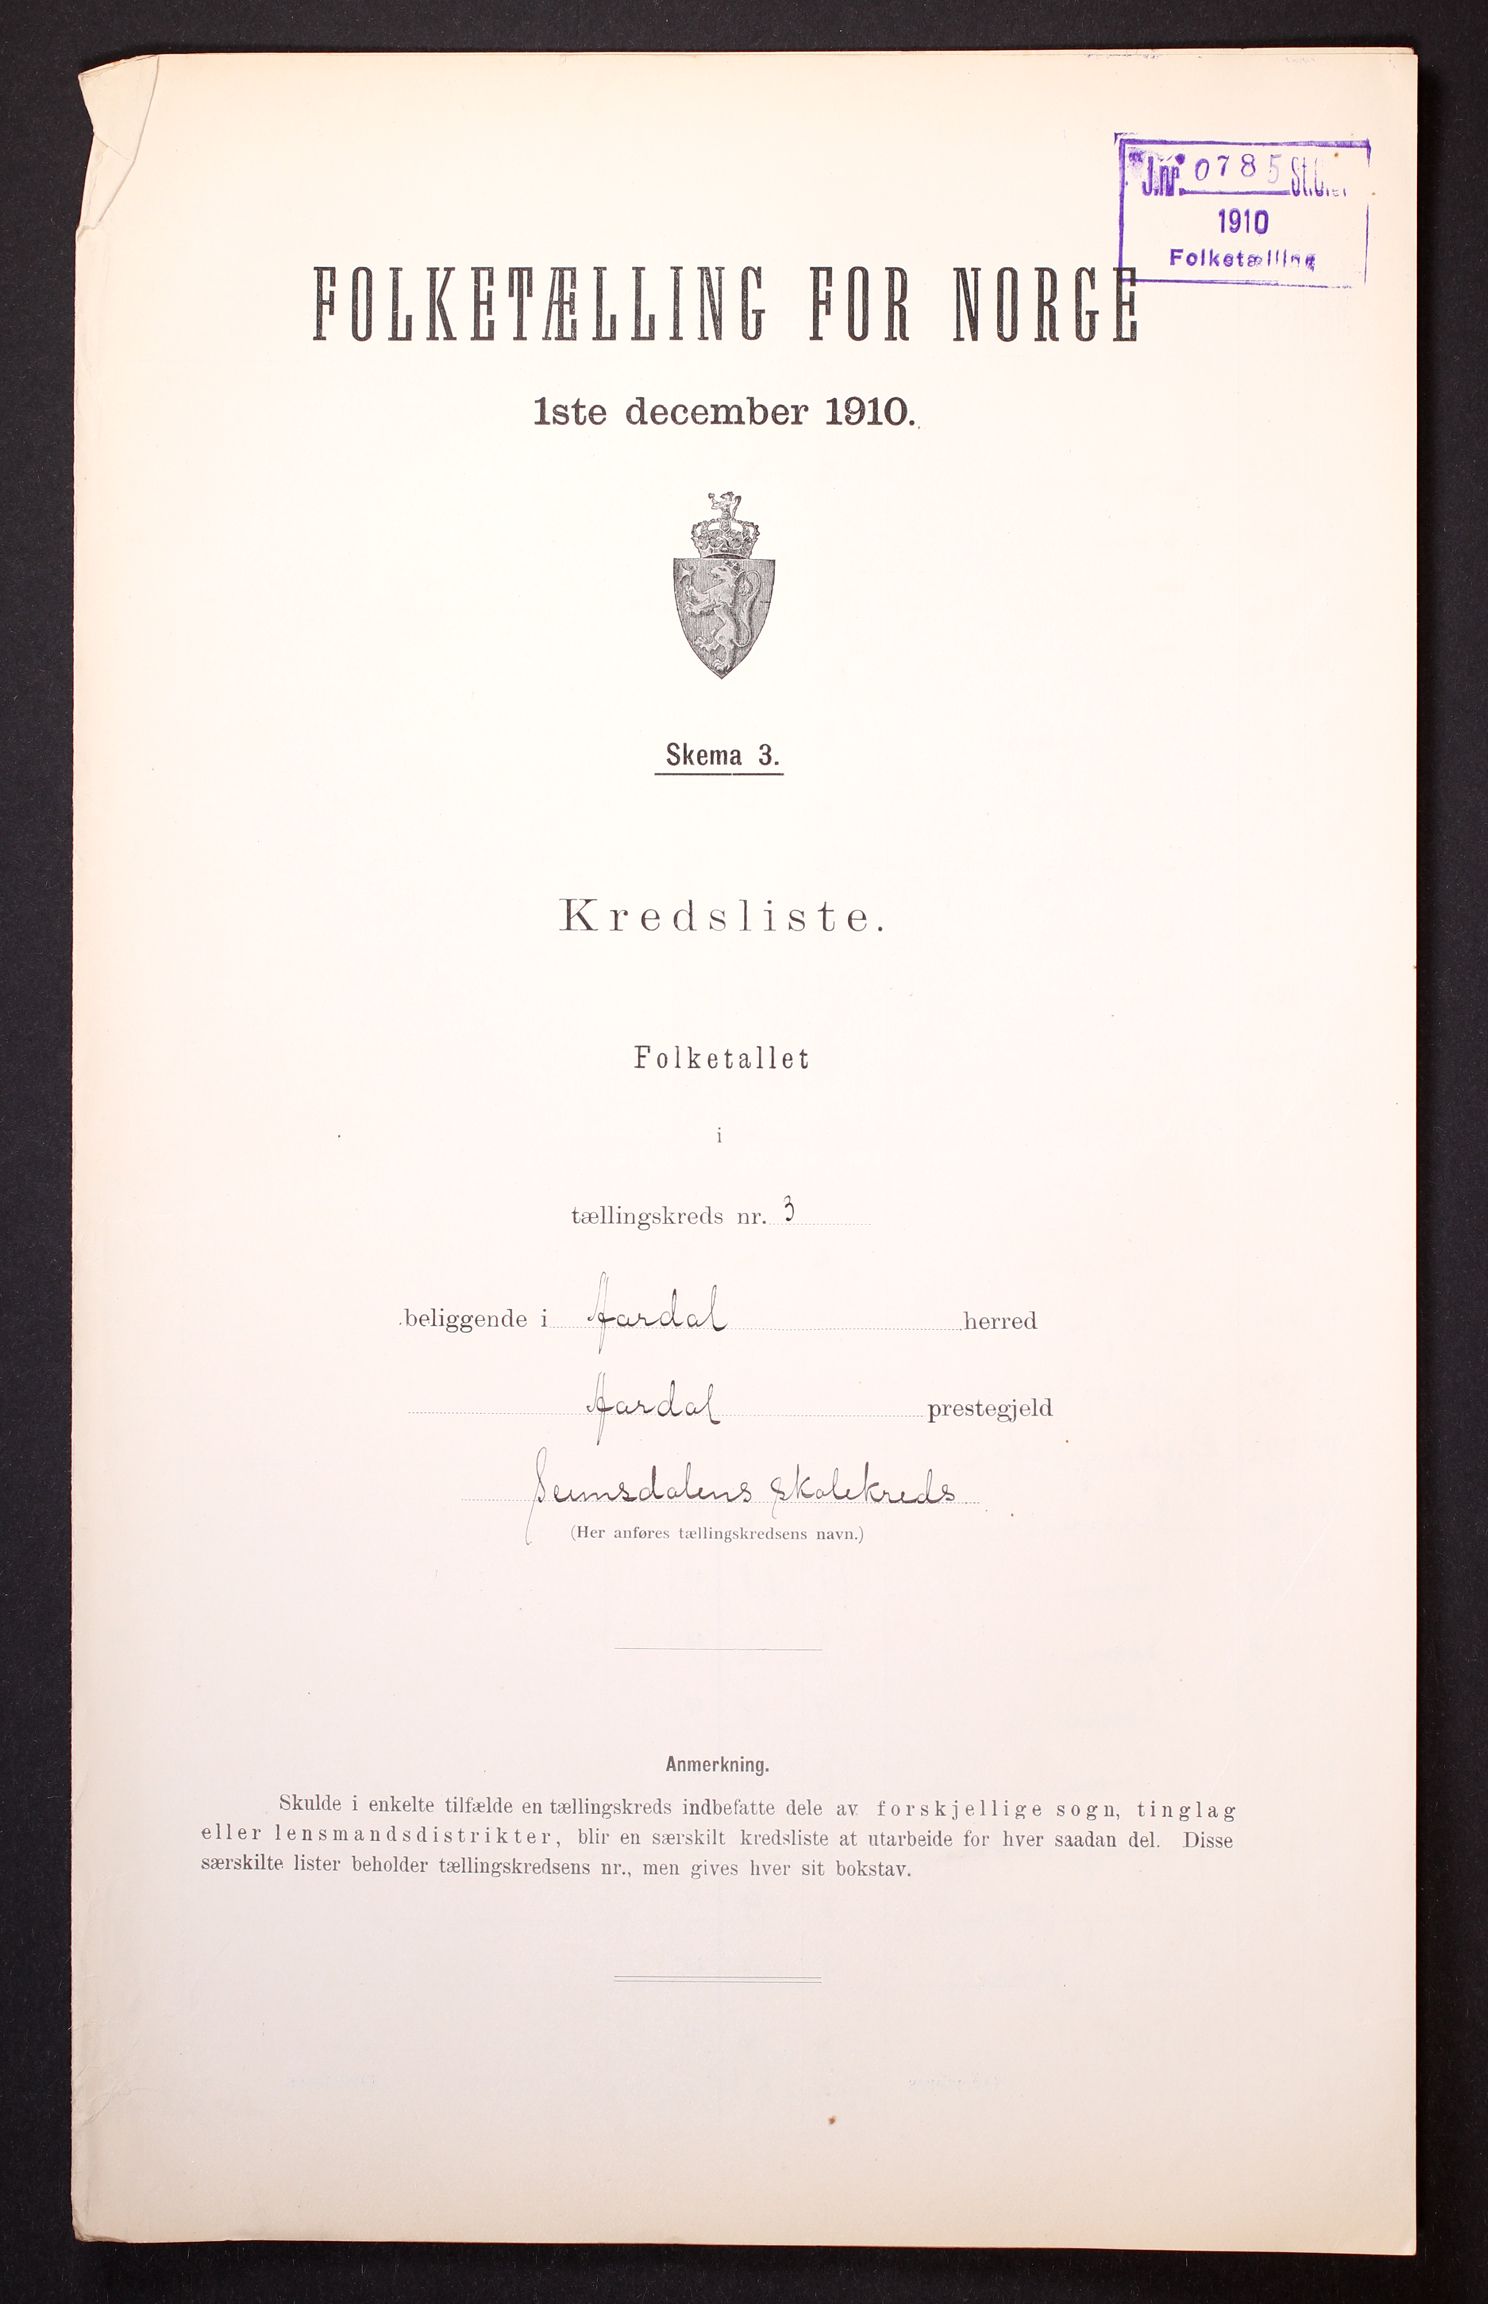 J.nr. 0785 St.C.
1910
Folketælling
FOLKETÆLLING FOR NORGE
1ste december 1910.
Skema 3.
Kredsliste.
Folketallet
i
tællingskreds nr. 3
beliggende i Aardal herred
Aardal prestegjeld
Seimsdalens skolekreds
(Her anføres tællingskredsens navn.)
Anmerkning.
Skulde i enkelte tilfælde en tællingskreds indbefatte dele av forskjellige sogn, tinglag
eller lensmandsdistrikter, blir en særskilt kredsliste at utarbeide for hver saadan del. Disse
særskilte lister beholder tællingskredsens nr., men gives hver sit bokstav.